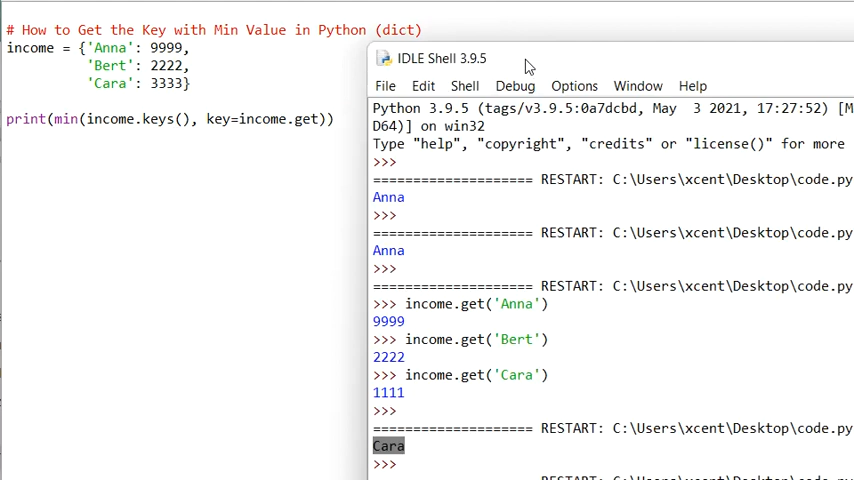 # How to Get the Key with Min Value in Python (dict)
income = {'Anna': 9999,
'Bert': 2222,
'Cara': 3333}
print(min(income.keys(), key=income.get))
IDLE Shell 3.9.5
File Edit Shell Debug Options Window Help
Python 3.9.5 (tags/v3.9.5:0a7dcbd, May  3 2021, 17:27:52) [M
D64)] on win32
Type "help", "copyright", "credits" or "license()" for more
>>>
==================== RESTART: C:\Users\xcent\Desktop\code.py
Anna
>>>
==================== RESTART: C:\Users\xcent\Desktop\code.py
Anna
>>>
==================== RESTART: C:\Users\xcent\Desktop\code.py
>>> income.get('Anna')
9999
>>> income.get('Bert')
2222
>>> income.get('Cara')
1111
>>>
==================== RESTART: C:\Users\xcent\Desktop\code.py
Cara
>>>